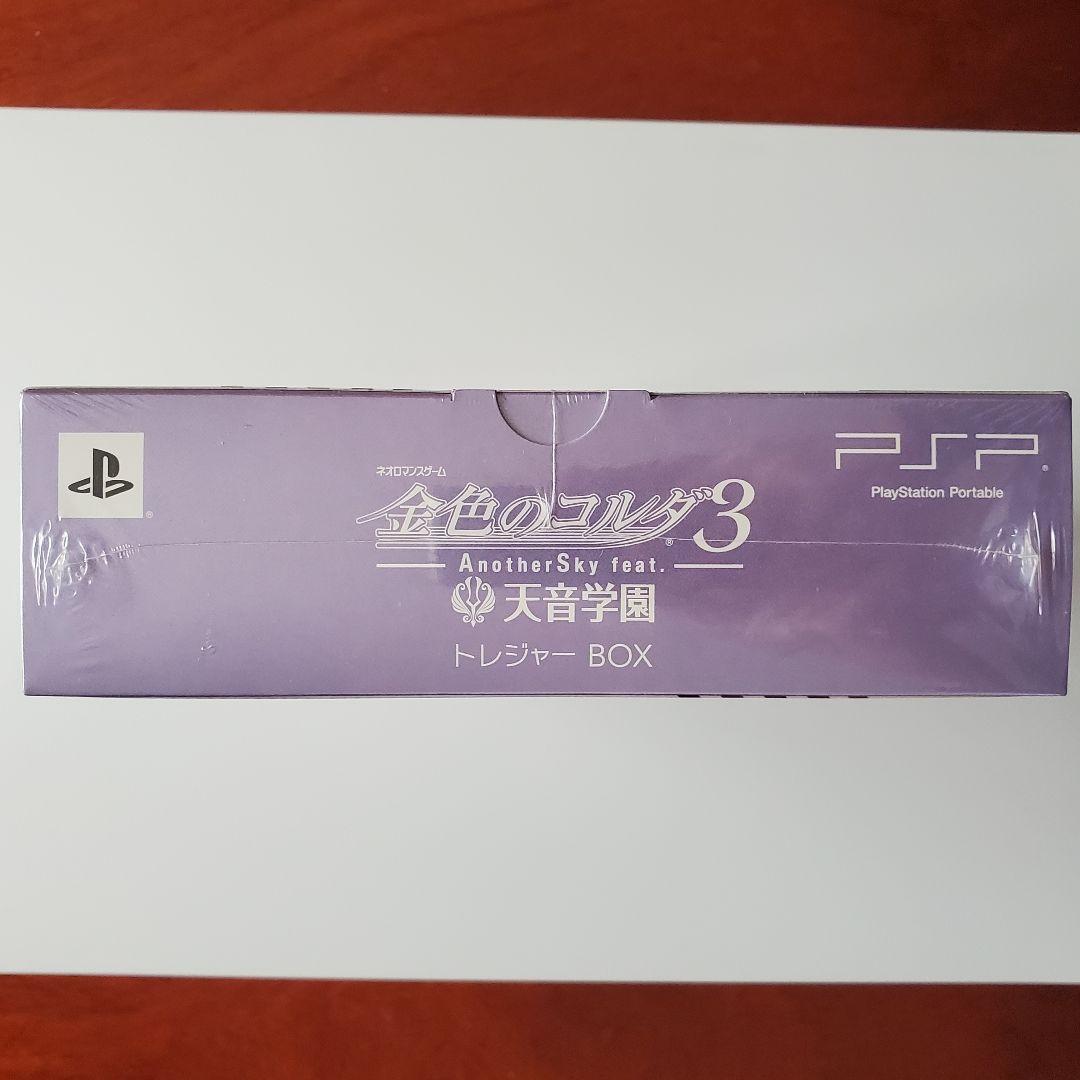 ネオロマンスゲーム
金色のコルダ3
AnotherSky feat.
天音学園
トレジャー BOX
PSP
PlayStation Portable